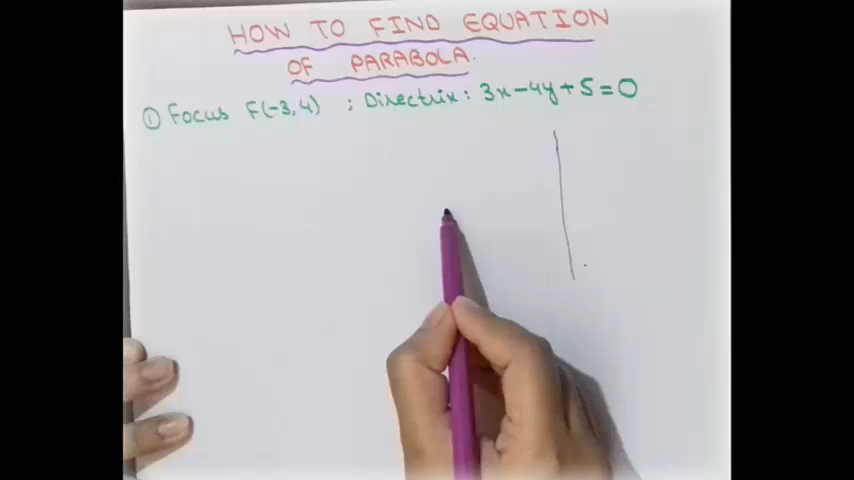 HOW TO FIND EQUATION
OF PARABOLA.
① Focus F(-3,4) ; Directrix: 3x-4y+5=0